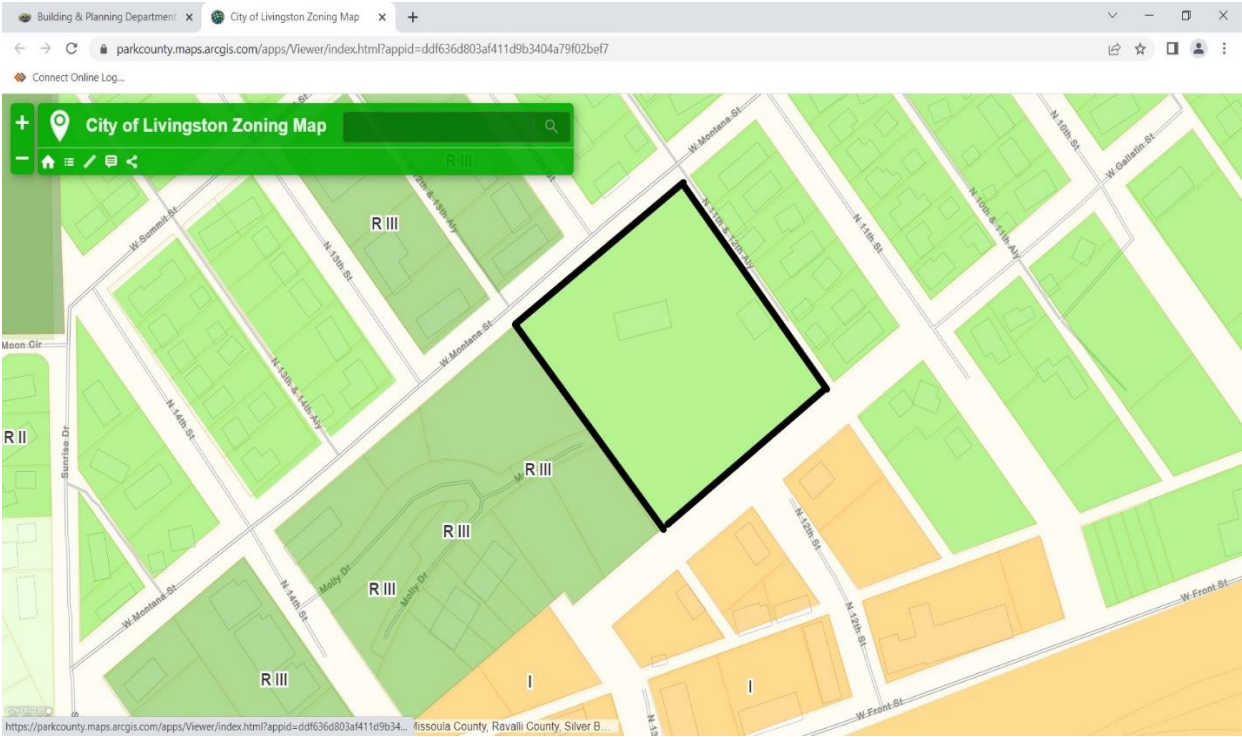 Building & Planning Department
City of Livingston Zoning Map
parkcounty.maps.arcgis.com/apps/Viewer/index.html?appid=ddf636d803af411d9b3404a79f02bef7
Connect Online Log...
City of Livingston Zoning Map
R III
W Montana St
N 10th St
W Gallatin St
12th & 13th Aly
R III
N 11th & 12th Aly
N 10th & 11th Aly
W Summit St
N 13th St
N 11th St
Moon Cir
W Montana St
N 13th & 14th Aly
N 14th St
R II
Sunrise Dr
R III
R III
N 12th St
Molly Dr
R III
Molly Dr
N 14th St
W Montana St
W Front St
N 12th St
R III
I
I
W Front St
N 13
https://parkcounty.maps.arcgis.com/apps/Viewer/index.html?appid=ddf636d803af411d9b34...
Missoula County, Ravalli County, Silver B...